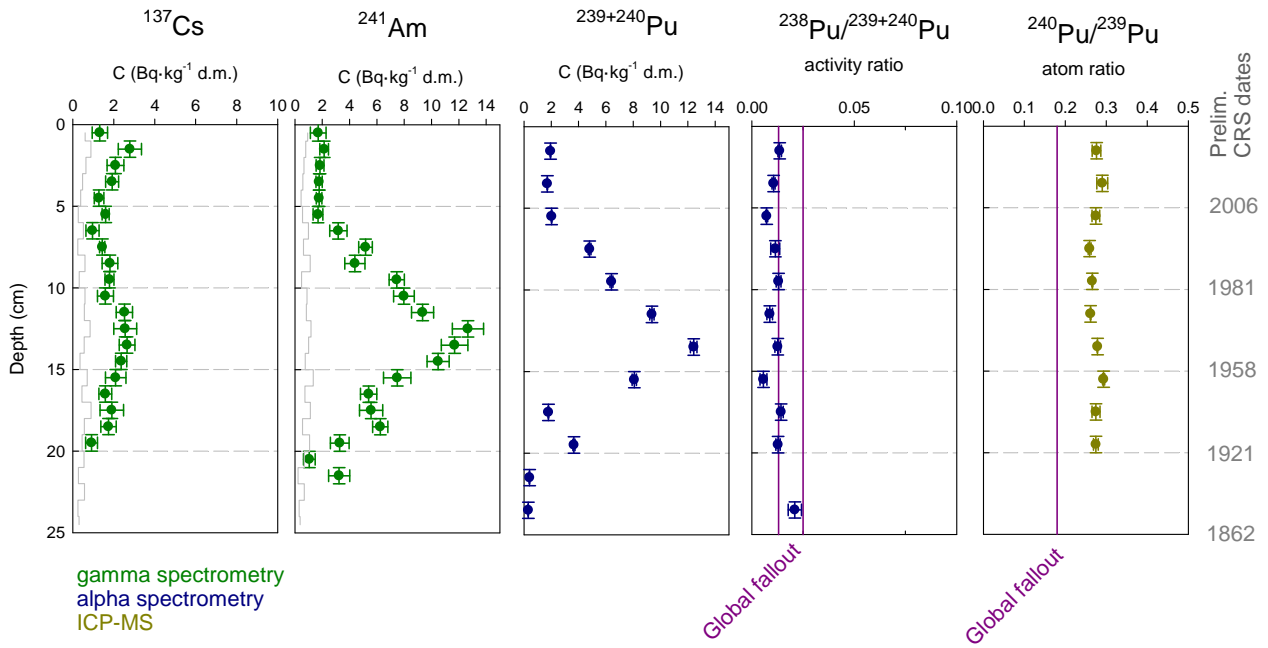 ¹³⁷Cs
²⁴¹Am
²³⁹⁺²⁴⁰Pu
²³⁸Pu/²³⁹⁺²⁴⁰Pu
²⁴⁰Pu/²³⁹Pu
C (Bq·kg⁻¹ d.m.)
C (Bq·kg⁻¹ d.m.)
C (Bq·kg⁻¹ d.m.)
activity ratio
atom ratio
Prelim.
CRS dates
0 2 4 6 8 10
0 2 4 6 8 10 12 14
0 2 4 6 8 10 12 14
0.00 0.05 0.10
0.0 0.1 0.2 0.3 0.4 0.5
Depth (cm)
0
5
10
15
20
25
2006
1981
1958
1921
1862
Global fallout
Global fallout
gamma spectrometry
alpha spectrometry
ICP-MS